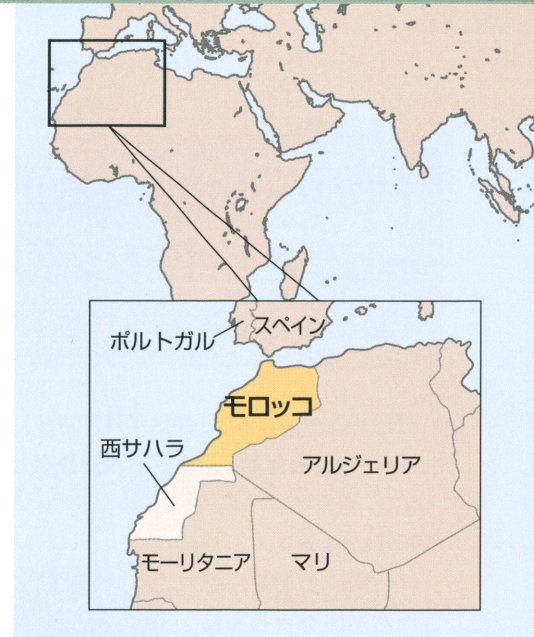 スペイン
ポルトガル
モロッコ
西サハラ
アルジェリア
モーリタニア
マリ